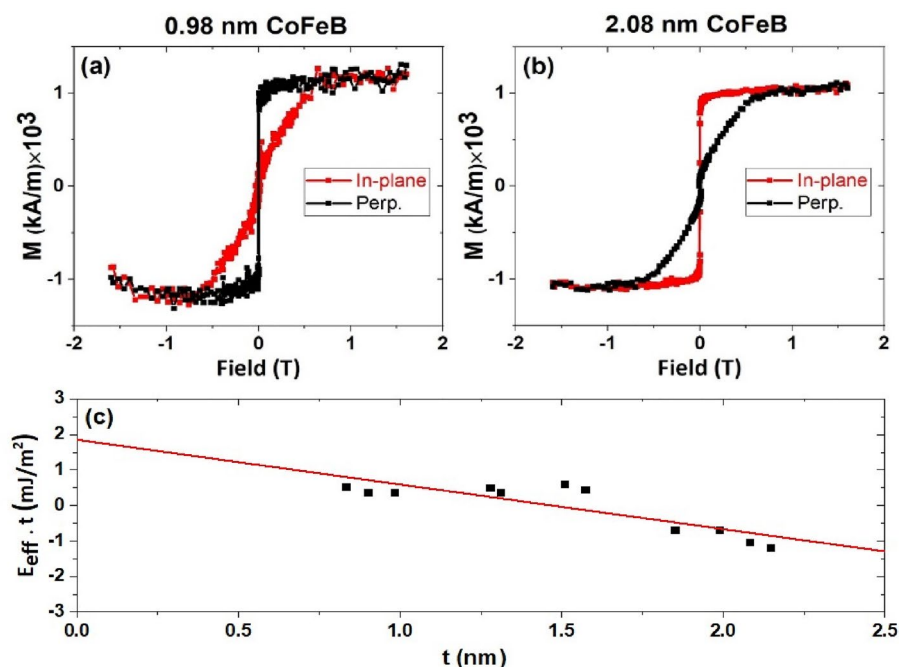 0.98 nm CoFeB
2.08 nm CoFeB
(a)
M (kA/m)×10³
1
0
-1
In-plane
Perp.
-2
-1
0
1
2
Field (T)
(b)
M (kA/m)×10³
1
0
-1
In-plane
Perp.
-2
-1
0
1
2
Field (T)
(c)
E_eff . t (mJ/m²)
3
2
1
0
-1
-2
-3
0.0
0.5
1.0
1.5
2.0
2.5
t (nm)